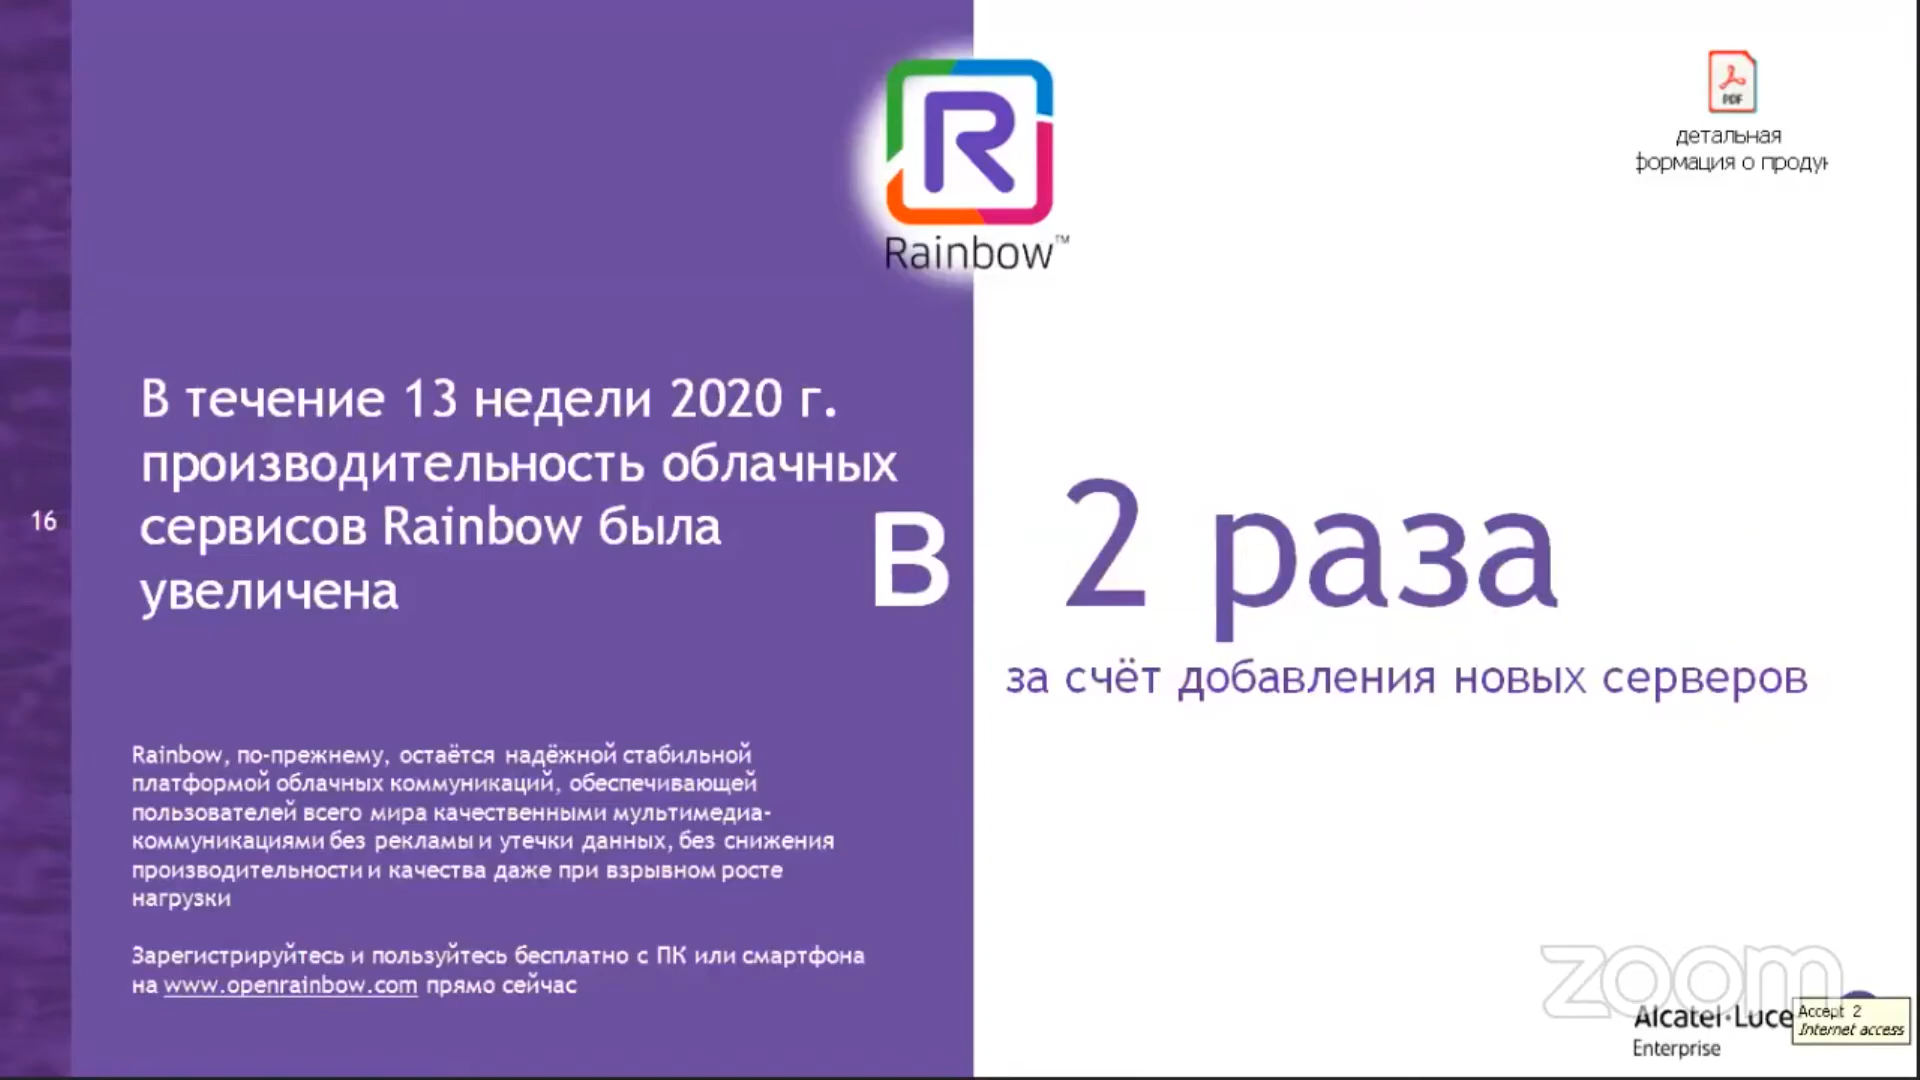 R
Rainbow™
PDF
детальная
формация о проду
В течение 13 недели 2020 г.
производительность облачных
сервисов Rainbow была
увеличена
16
в 2 раза
за счёт добавления новых серверов
Rainbow, по-прежнему, остаётся надёжной стабильной
платформой облачных коммуникаций, обеспечивающей
пользователей всего мира качественными мультимедиа-
коммуникациями без рекламы и утечки данных, без снижения
производительности и качества даже при взрывном росте
нагрузки
Зарегистрируйтесь и пользуйтесь бесплатно с ПК или смартфона
на www.openrainbow.com прямо сейчас
zoom
Alcatel·Luce
Enterprise
Accept 2
Internet access